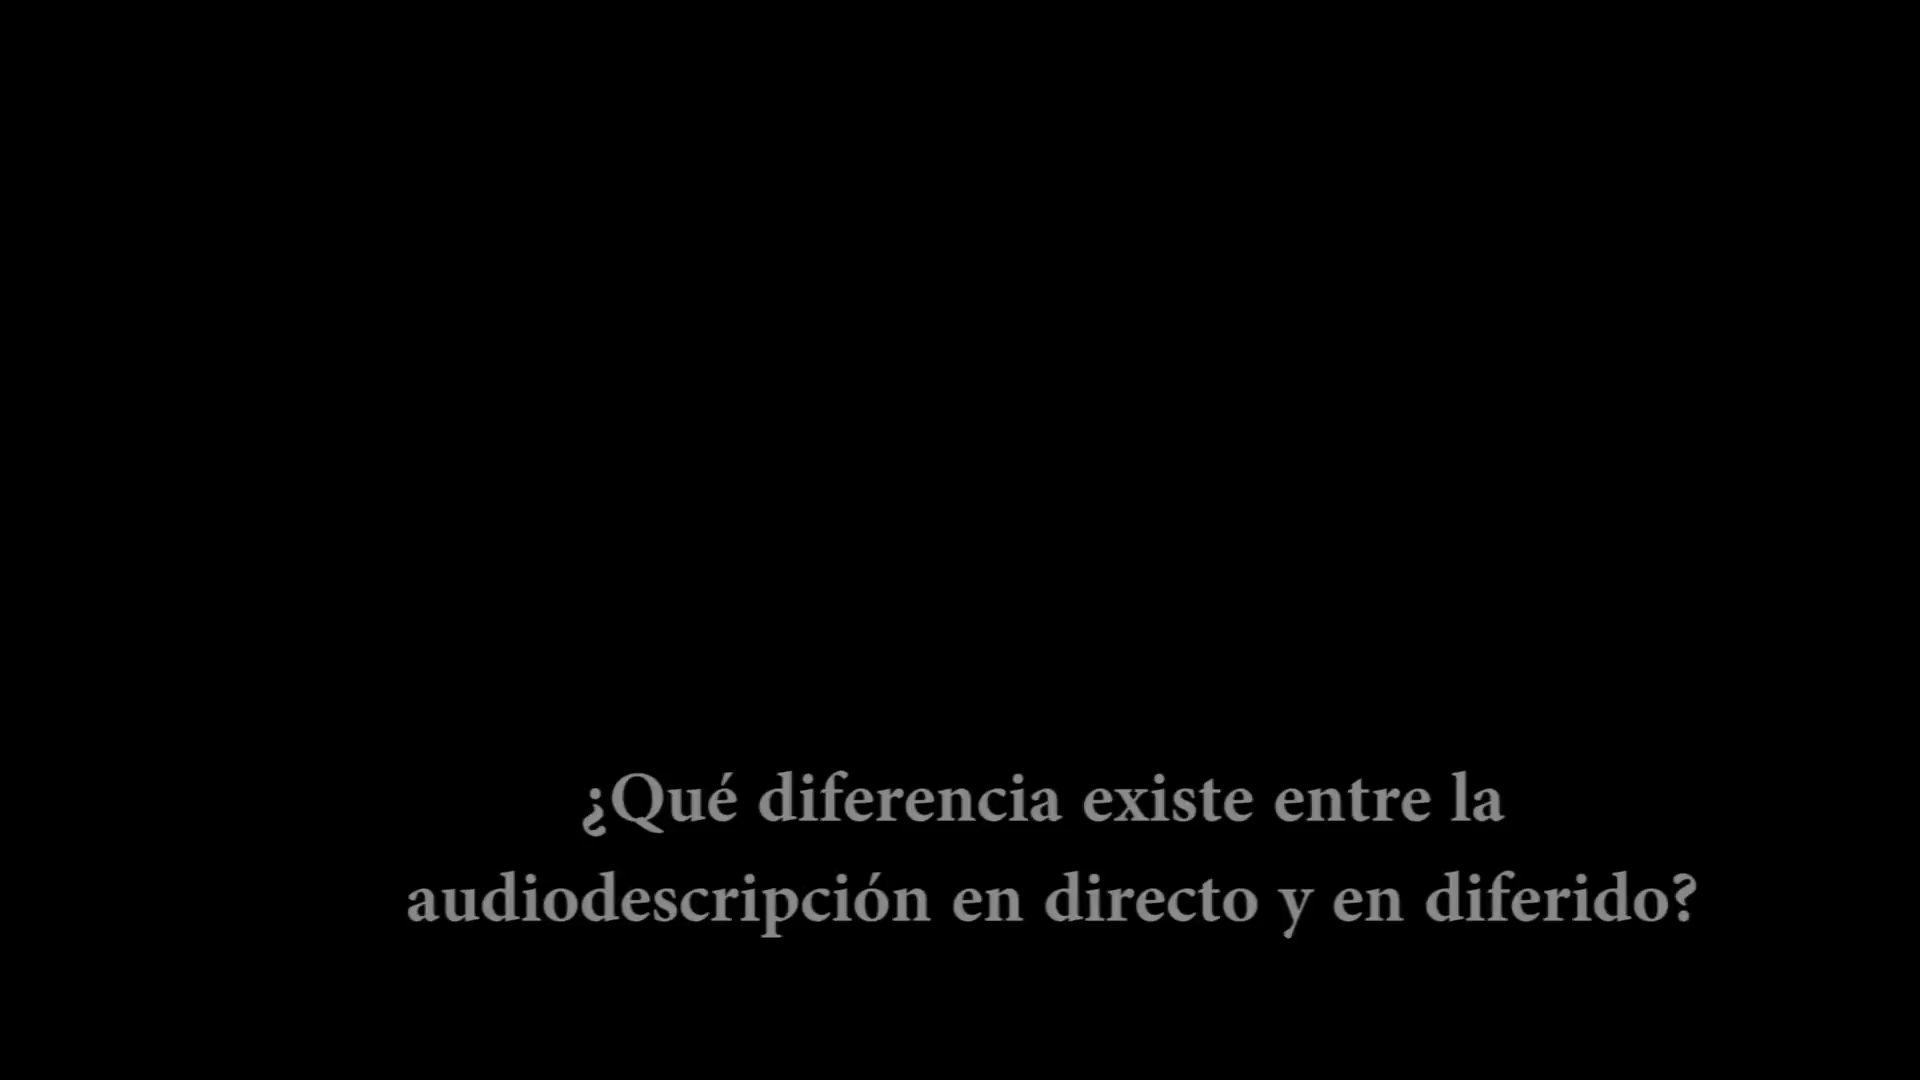 ¿Qué diferencia existe entre la
audiodescripción en directo y en diferido?